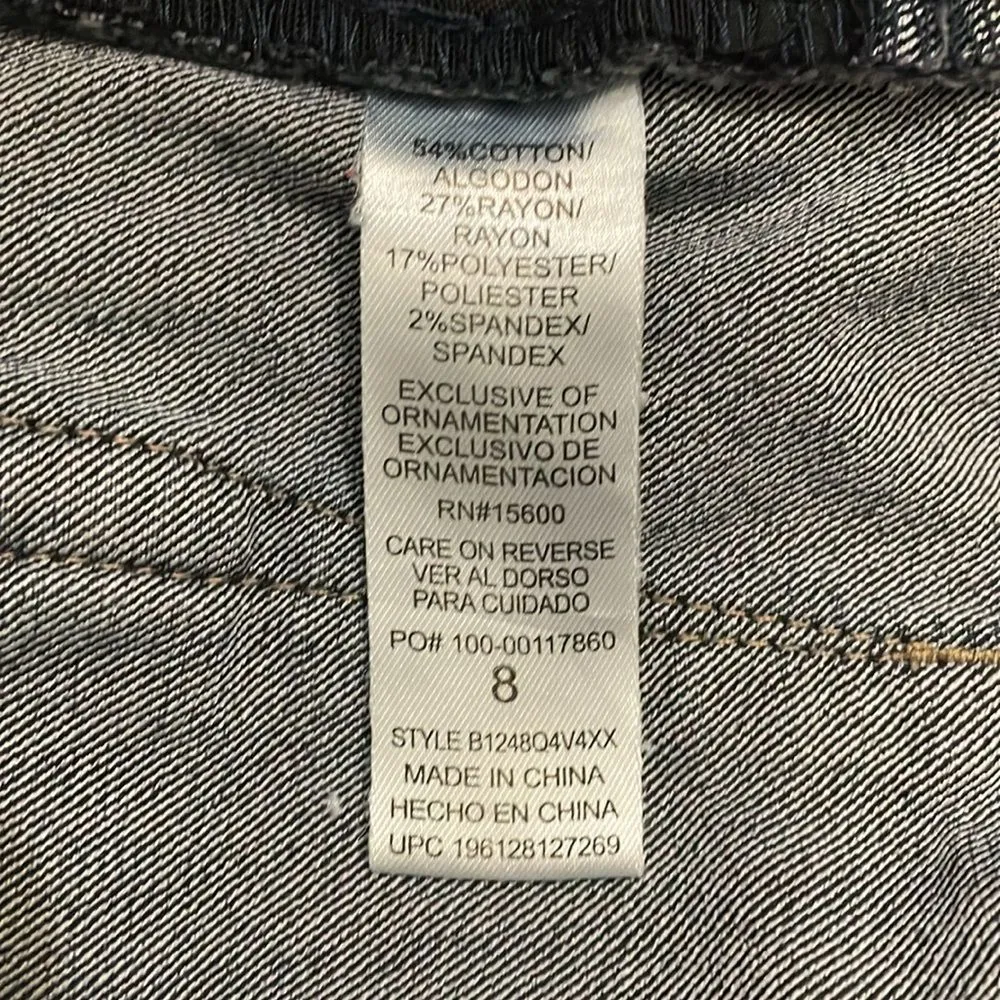 54%COTTON/
ALGODON
27%RAYON/
RAYON
17%POLYESTER/
POLIESTER
2%SPANDEX/
SPANDEX
EXCLUSIVE OF
ORNAMENTATION
EXCLUSIVO DE
ORNAMENTACION
RN#15600
CARE ON REVERSE
VER AL DORSO
PARA CUIDADO
PO# 100-00117860
8
STYLE B1248Q4V4XX
MADE IN CHINA
HECHO EN CHINA
UPC 196128127269